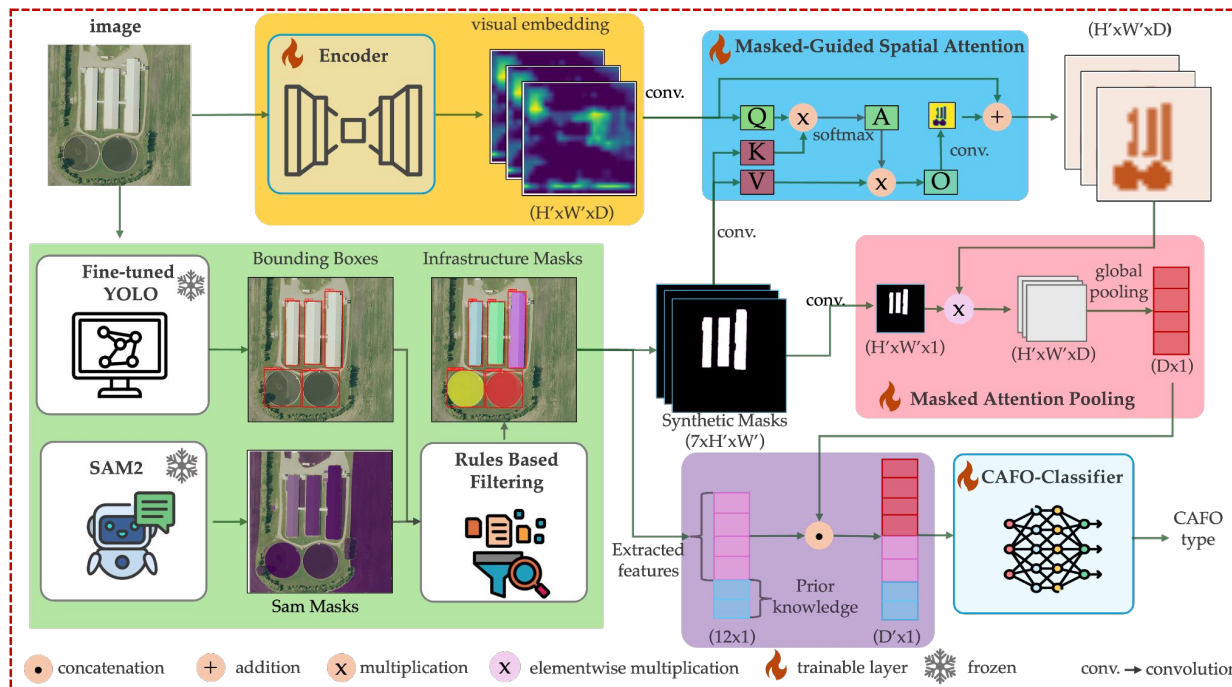 image
Encoder
visual embedding
(H'xW'xD)
conv.
Masked-Guided Spatial Attention
Q
K
V
x
softmax
A
x
O
conv.
+
(H'xW'xD)
Fine-tuned
YOLO
Bounding Boxes
Infrastructure Masks
SAM2
Sam Masks
Rules Based
Filtering
conv.
Synthetic Masks
(7xH'xW')
conv.
(H'xW'x1)
x
(H'xW'xD)
global
pooling
(Dx1)
Masked Attention Pooling
Extracted
features
Prior
knowledge
(12x1)
(D'x1)
CAFO-Classifier
CAFO
type
concatenation
+ addition
x multiplication
x elementwise multiplication
trainable layer
frozen
conv. → convolution